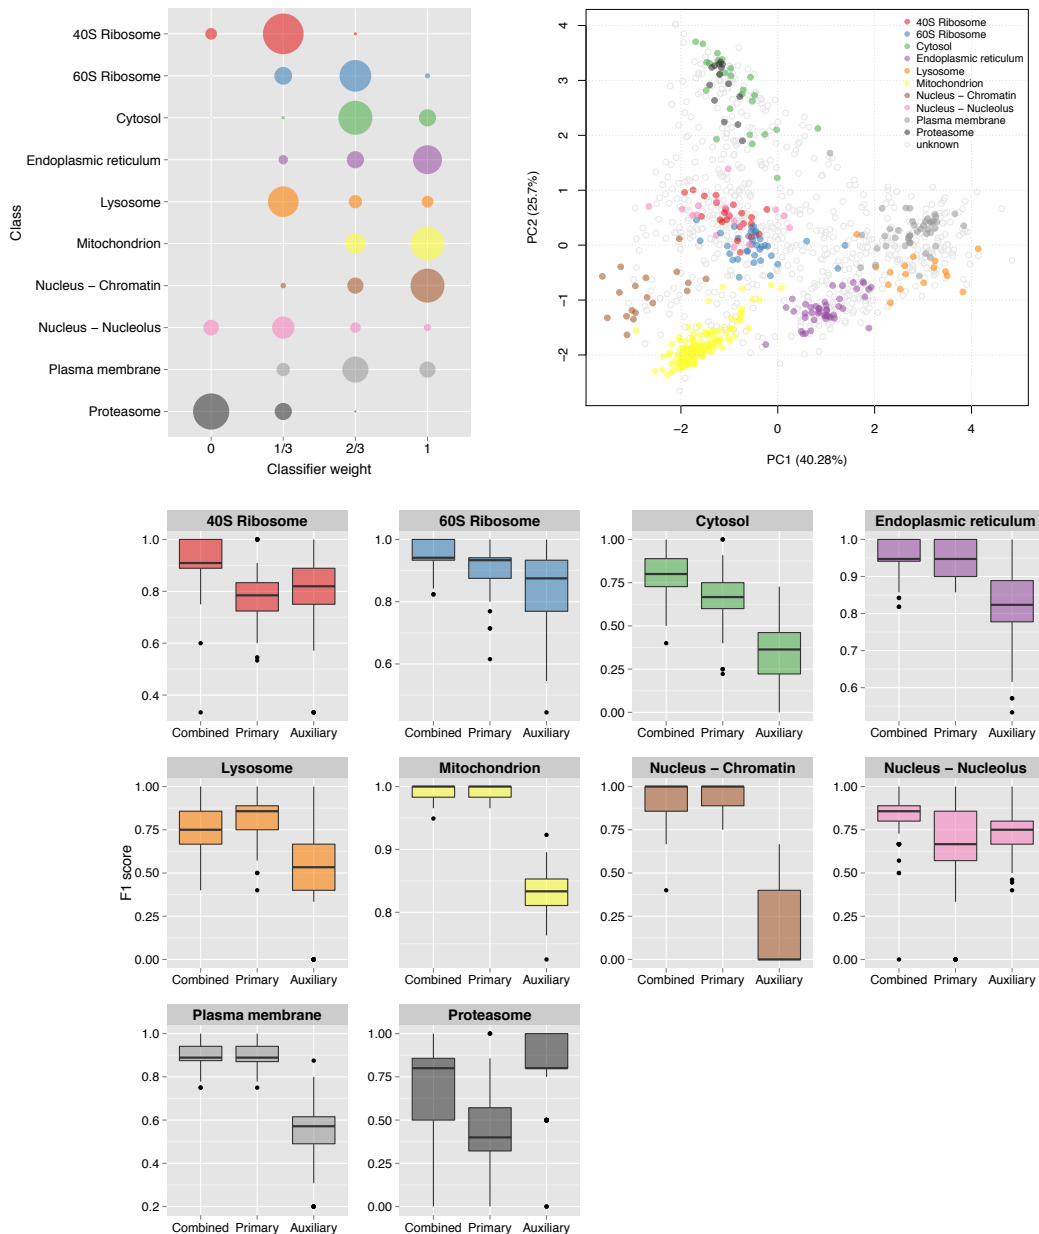 40S Ribosome
60S Ribosome
Cytosol
Endoplasmic reticulum
Lysosome
Mitochondrion
Nucleus − Chromatin
Nucleus − Nucleolus
Plasma membrane
Proteasome
Class
0 1/3 2/3 1
Classifier weight
4
3
2
1
0
−1
−2
PC2 (25.7%)
−2 0 2 4
PC1 (40.28%)
40S Ribosome
60S Ribosome
Cytosol
Endoplasmic reticulum
Lysosome
Mitochondrion
Nucleus − Chromatin
Nucleus − Nucleolus
Plasma membrane
Proteasome
unknown
40S Ribosome
1.0
0.8
0.6
0.4
Combined Primary Auxiliary
60S Ribosome
1.0
0.8
0.6
Combined Primary Auxiliary
Cytosol
1.00
0.75
0.50
0.25
0.00
Combined Primary Auxiliary
Endoplasmic reticulum
1.0
0.9
0.8
0.7
0.6
Combined Primary Auxiliary
F1 score
Lysosome
1.00
0.75
0.50
0.25
0.00
Combined Primary Auxiliary
Mitochondrion
1.0
0.9
0.8
Combined Primary Auxiliary
Nucleus − Chromatin
1.00
0.75
0.50
0.25
0.00
Combined Primary Auxiliary
Nucleus − Nucleolus
1.00
0.75
0.50
0.25
0.00
Combined Primary Auxiliary
Plasma membrane
1.0
0.8
0.6
0.4
0.2
Combined Primary Auxiliary
Proteasome
1.00
0.75
0.50
0.25
0.00
Combined Primary Auxiliary